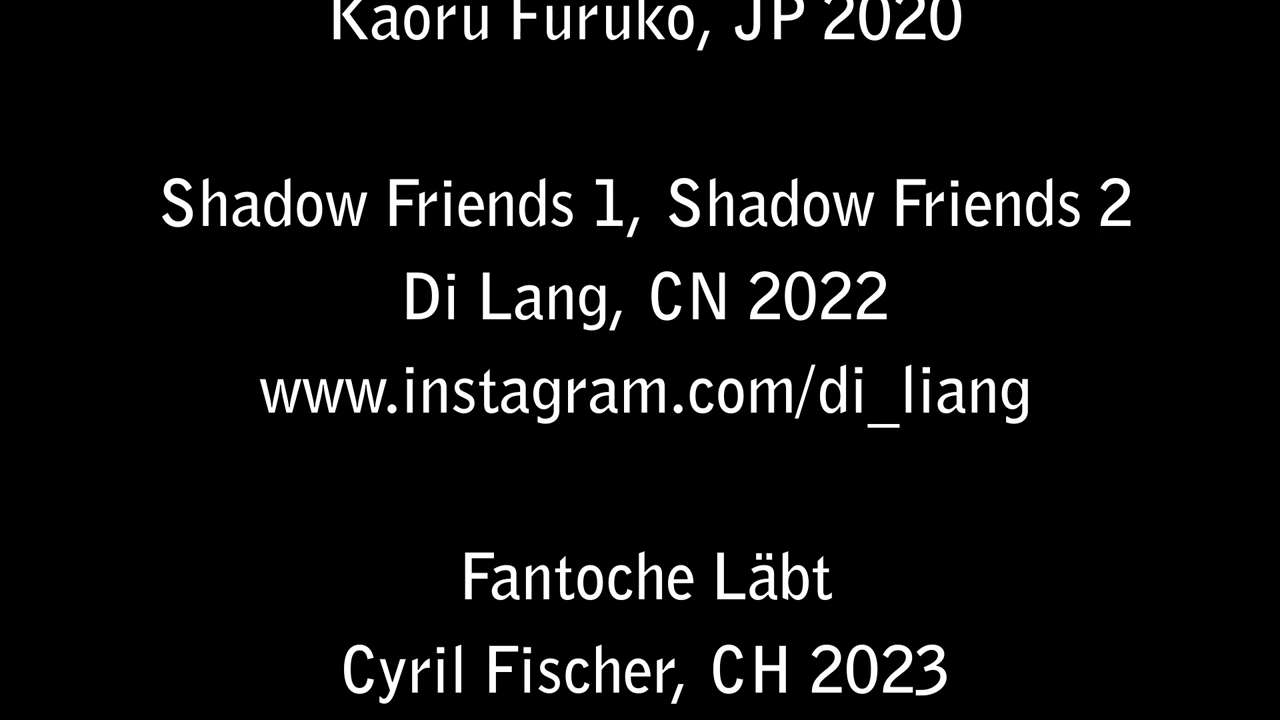 Kaoru Furuko, JP 2020
Shadow Friends 1, Shadow Friends 2
Di Lang, CN 2022
www.instagram.com/di_liang
Fantoche Läbt
Cyril Fischer, CH 2023